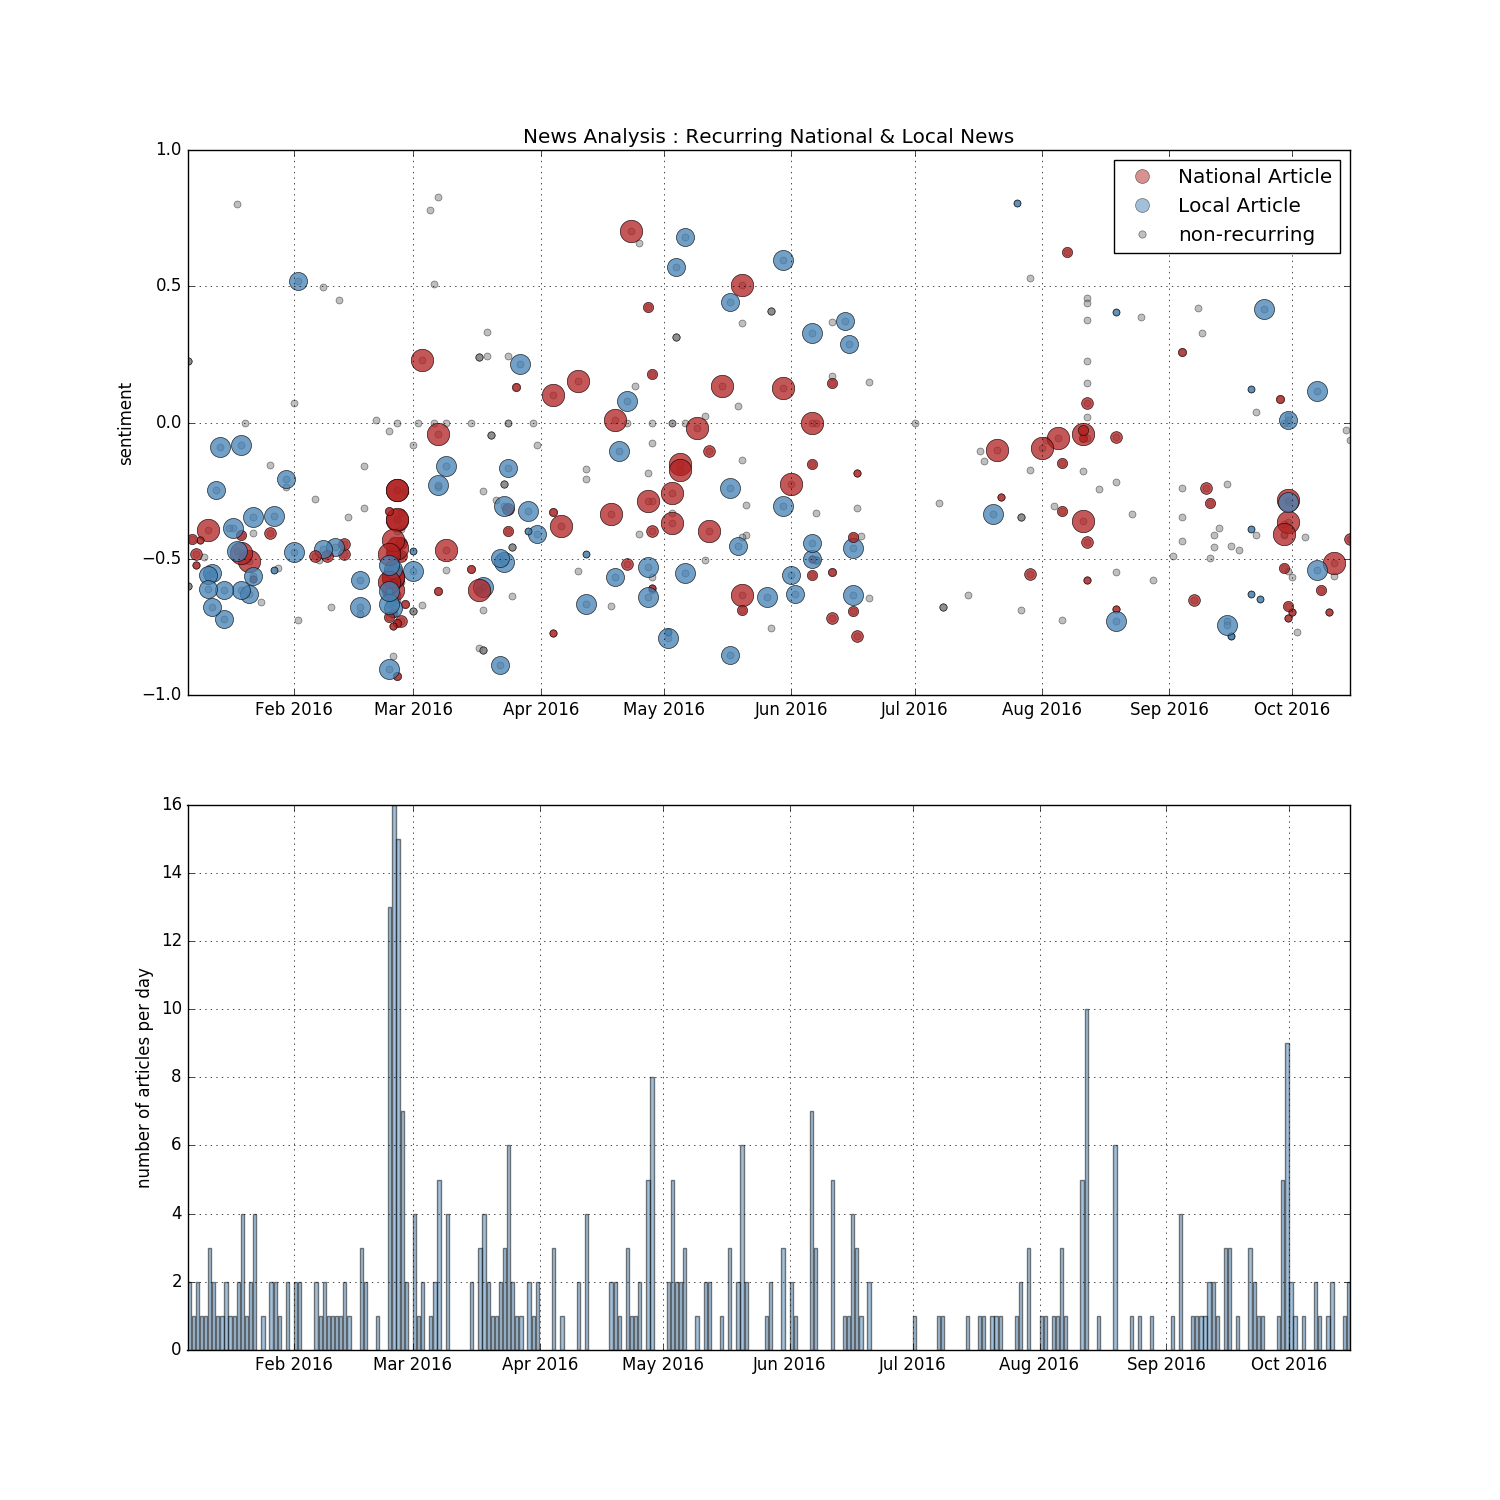 News Analysis : Recurring National & Local News
1.0
0.5
0.0
−0.5
−1.0
sentiment
National Article
Local Article
non-recurring
Feb 2016 Mar 2016 Apr 2016 May 2016 Jun 2016 Jul 2016 Aug 2016 Sep 2016 Oct 2016
16
14
12
10
8
6
4
2
0
number of articles per day
Feb 2016 Mar 2016 Apr 2016 May 2016 Jun 2016 Jul 2016 Aug 2016 Sep 2016 Oct 2016